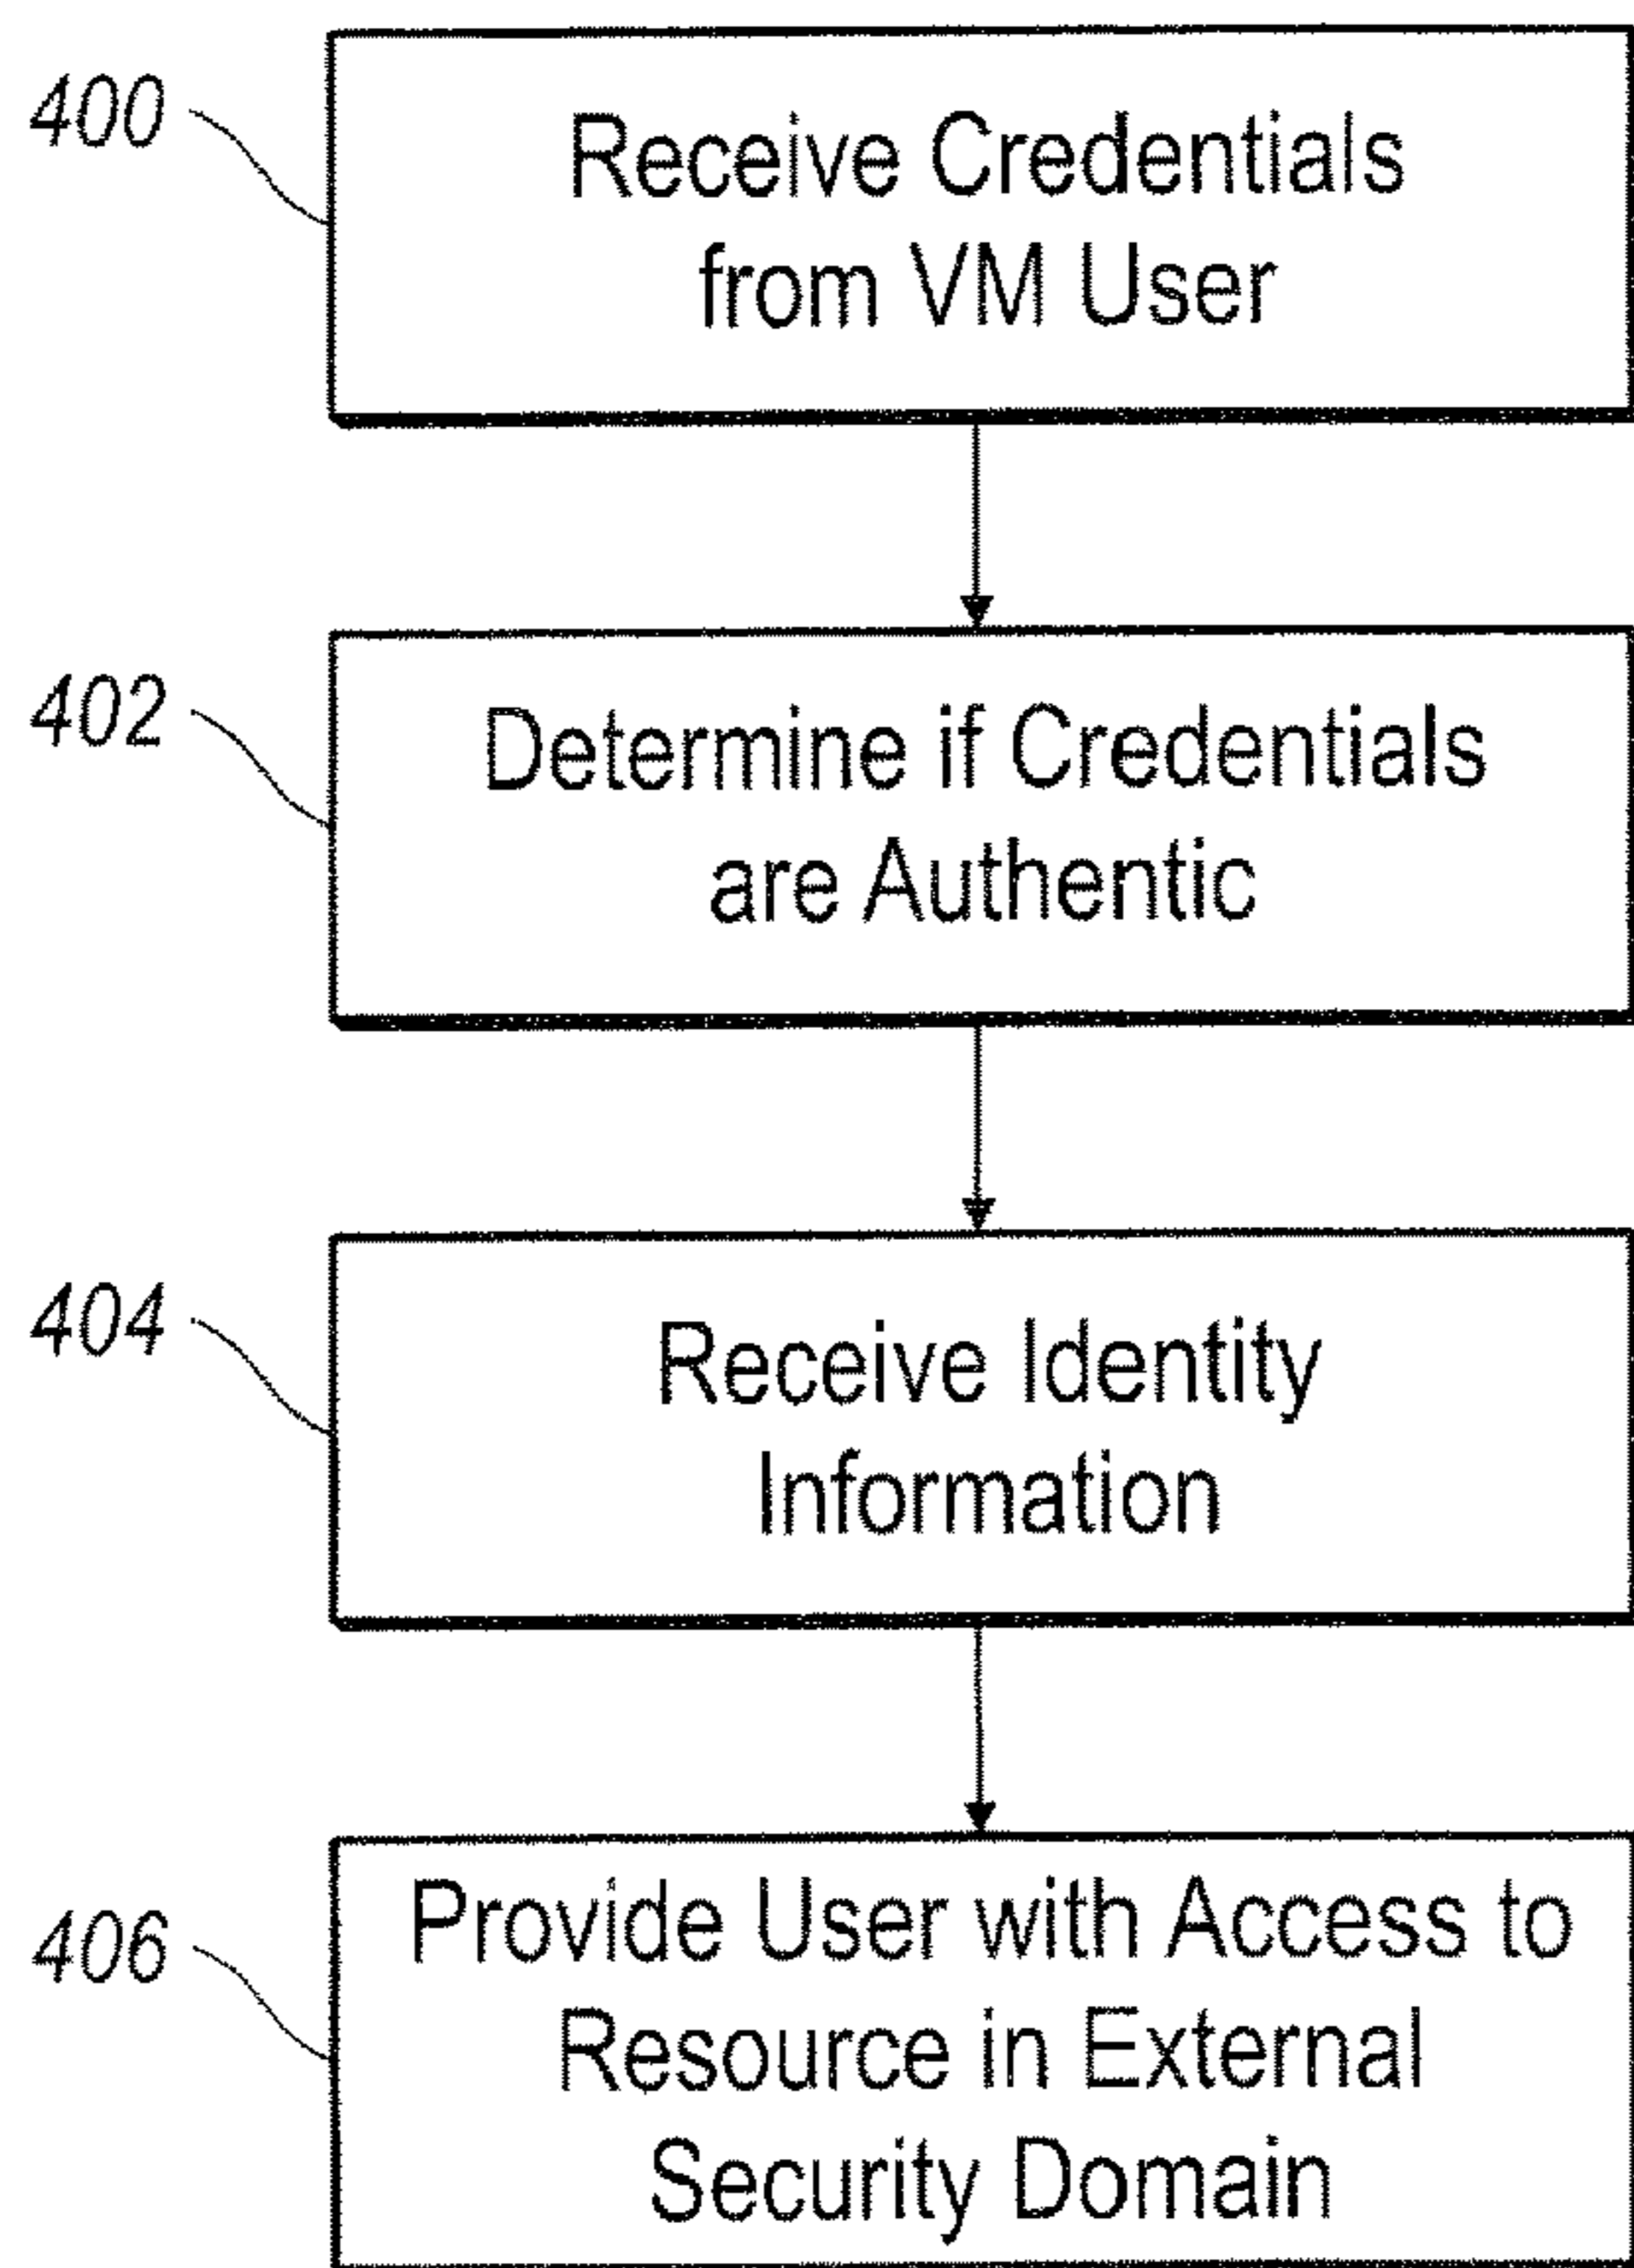 400
Receive Credentials
from VM User
402
Determine if Credentials
are Authentic
404
Receive Identity
Information
406
Provide User with Access to
Resource in External
Security Domain